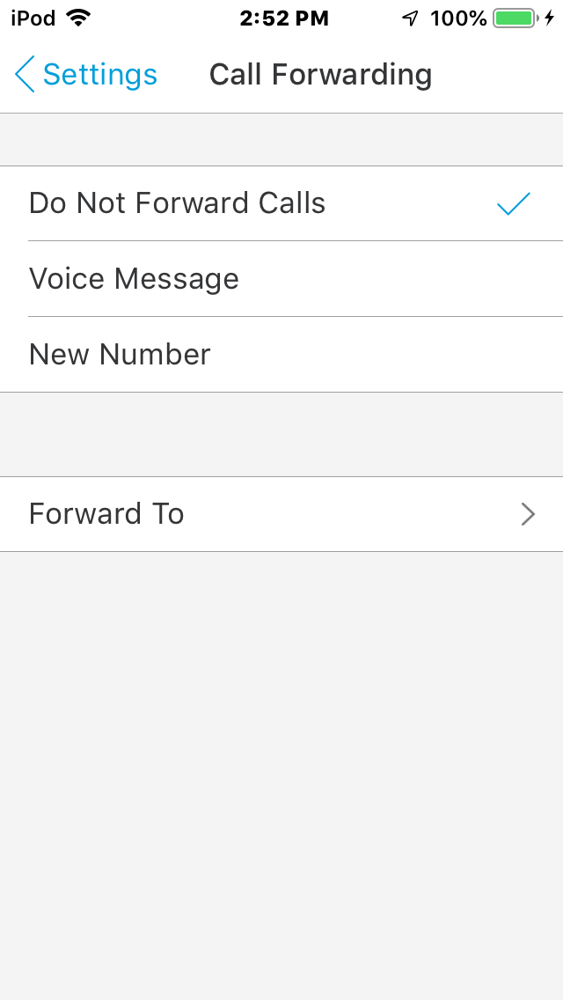 iPod 2:52 PM 100%
Settings Call Forwarding
Do Not Forward Calls
Voice Message
New Number
Forward To